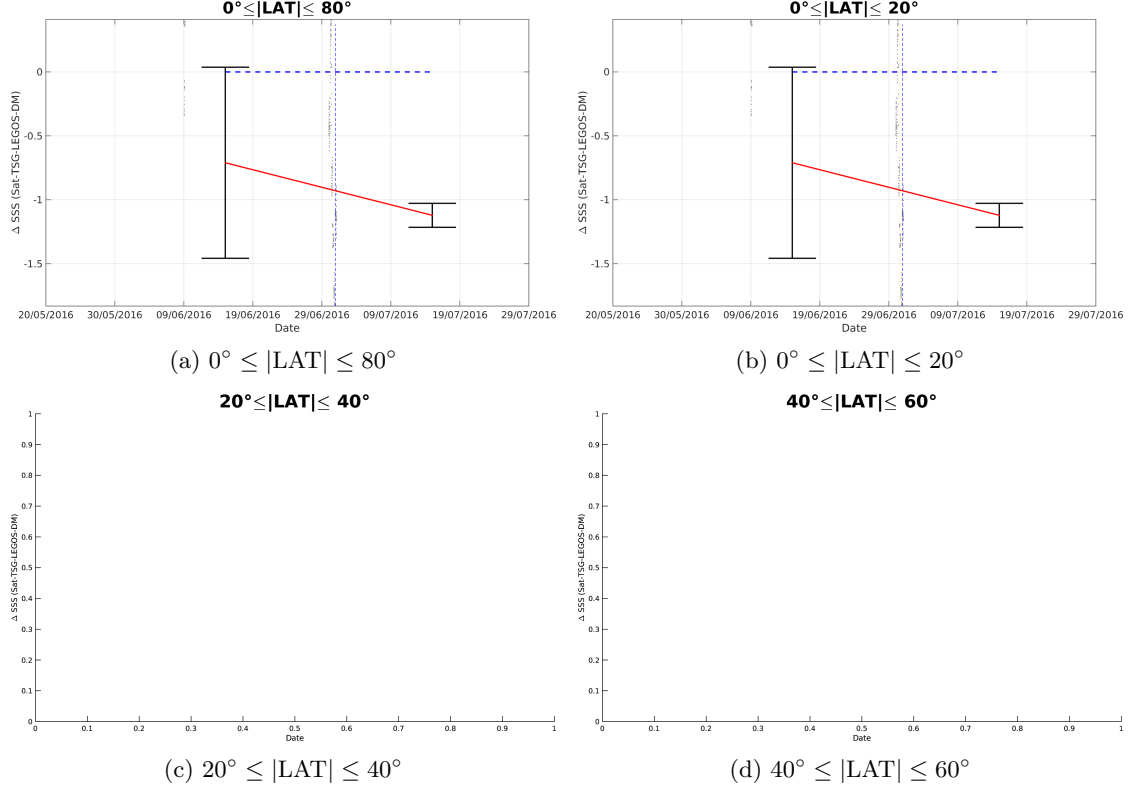 0°≤|LAT|≤ 80°
Δ SSS (Sat-TSG-LEGOS-DM)
0
-0.5
-1
-1.5
20/05/2016 30/05/2016 09/06/2016 19/06/2016 29/06/2016 09/07/2016 19/07/2016 29/07/2016
Date
(a) 0° ≤ |LAT| ≤ 80°
0°≤|LAT|≤ 20°
Δ SSS (Sat-TSG-LEGOS-DM)
0
-0.5
-1
-1.5
20/05/2016 30/05/2016 09/06/2016 19/06/2016 29/06/2016 09/07/2016 19/07/2016 29/07/2016
Date
(b) 0° ≤ |LAT| ≤ 20°
20°≤|LAT|≤ 40°
Δ SSS (Sat-TSG-LEGOS-DM)
1
0.9
0.8
0.7
0.6
0.5
0.4
0.3
0.2
0.1
0
0 0.1 0.2 0.3 0.4 0.5 0.6 0.7 0.8 0.9 1
Date
(c) 20° ≤ |LAT| ≤ 40°
40°≤|LAT|≤ 60°
Δ SSS (Sat-TSG-LEGOS-DM)
1
0.9
0.8
0.7
0.6
0.5
0.4
0.3
0.2
0.1
0
0 0.1 0.2 0.3 0.4 0.5 0.6 0.7 0.8 0.9 1
Date
(d) 40° ≤ |LAT| ≤ 60°